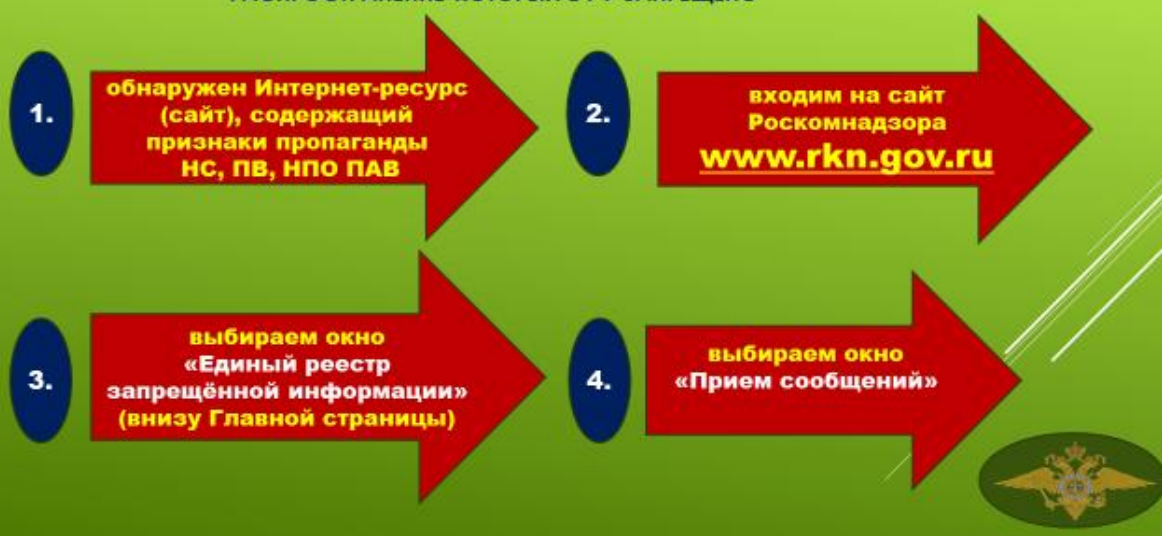 1.
обнаружен Интернет-ресурс
(сайт), содержащий
признаки пропаганды
НС, ПВ, НПО ПАВ
2.
входим на сайт
Роскомнадзора
www.rkn.gov.ru
3.
выбираем окно
«Единый реестр
запрещённой информации»
(внизу Главной страницы)
4.
выбираем окно
«Прием сообщений»